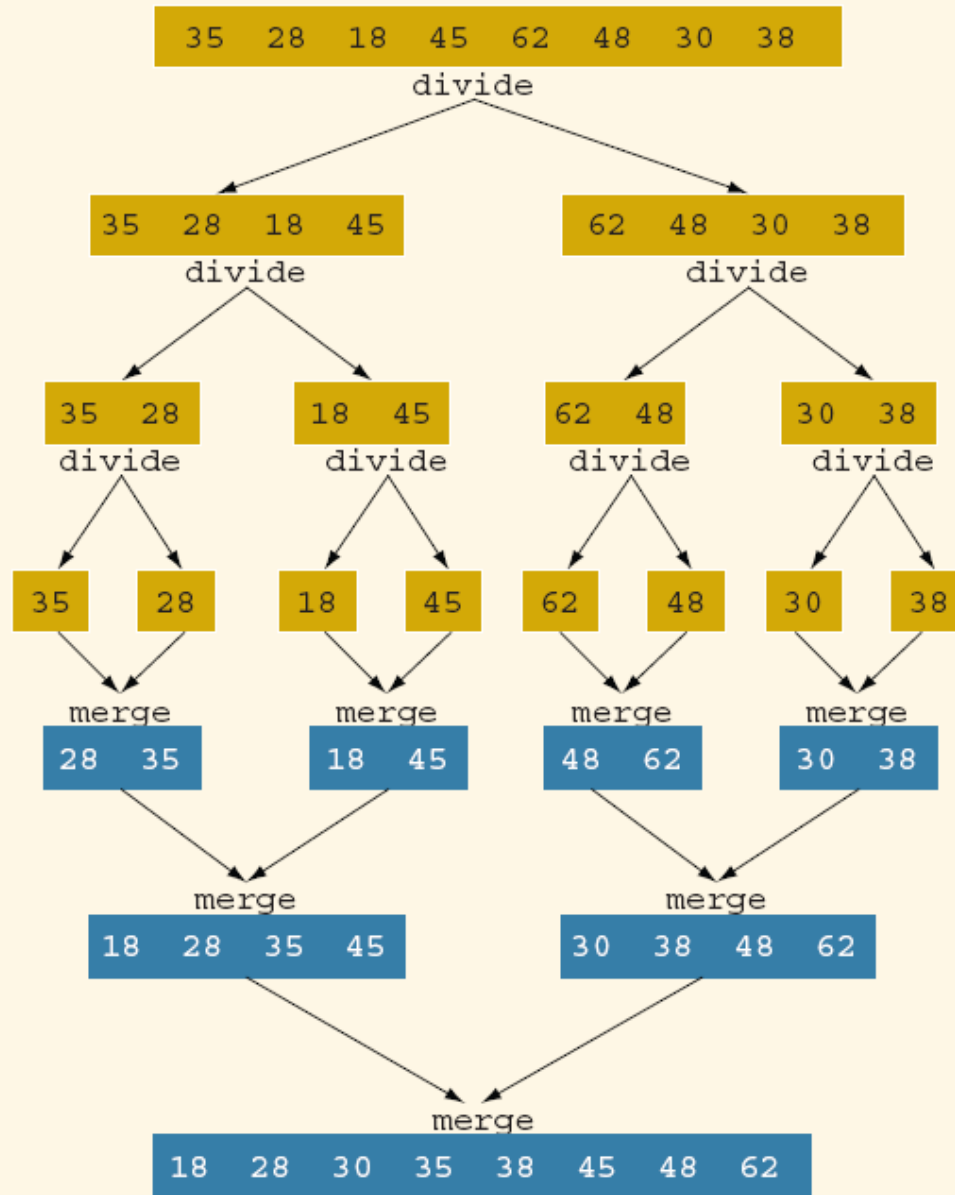 35 28 18 45 62 48 30 38
divide
35 28 18 45 62 48 30 38
divide divide
35 28 18 45 62 48 30 38
divide divide divide divide
35 28 18 45 62 48 30 38
merge merge merge merge
28 35 18 45 48 62 30 38
merge merge
18 28 35 45 30 38 48 62
merge
18 28 30 35 38 45 48 62